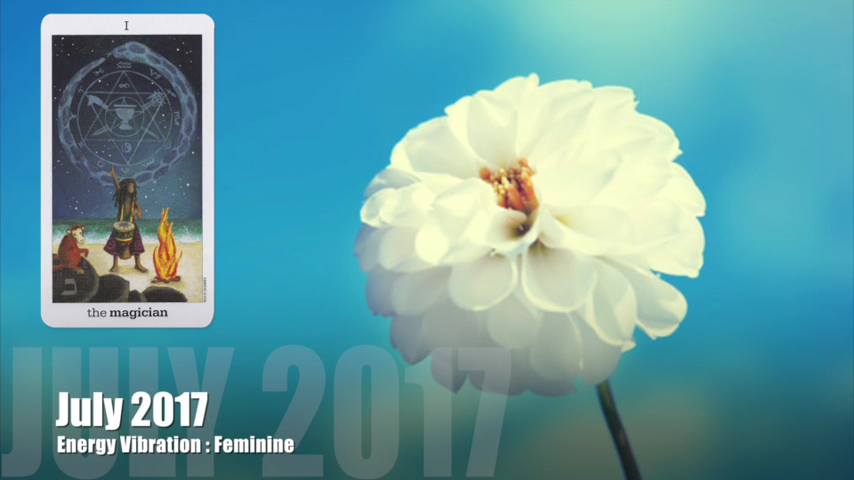 I
the magician
JULY 2017
July 2017
Energy Vibration : Feminine